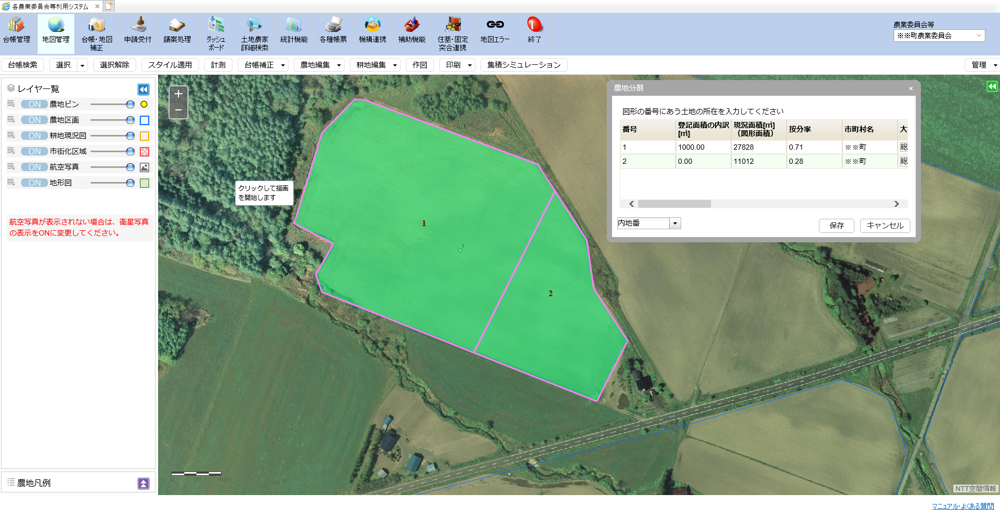 各農業委員会等利用システム
台帳管理
地図管理
台帳・地図
補正
申請受付
議案処理
ダッシュ
ボード
土地農家
詳細検索
統計機能
各種帳票
機構連携
補助機能
住基・固定
突合連携
地図エラー
終了
農業委員会等
※※町農業委員会
台帳検索
選択
選択解除
スタイル適用
計測
台帳補正
農地編集
耕地編集
作図
印刷
集積シミュレーション
管理
レイヤ一覧
ON 農地ピン
ON 農地区画
ON 耕地現況図
ON 市街化区域
ON 航空写真
ON 地形図
航空写真が表示されない場合は、衛星写真
の表示をONに変更してください。
農地凡例
+
−
クリックして描画
を開始します
1
1
2
0 20 40m
農地分割
×
図形の番号にあう土地の所在を入力してください
番号 登記面積の内訳[㎡] 現況面積[㎡](図形面積) 按分率 市町村名 大
1 1000.00 27828 0.71 ※※町 総
2 0.00 11012 0.28 ※※町 総
内地番
保存
キャンセル
NTT空間情報
マニュアル・よくある質問